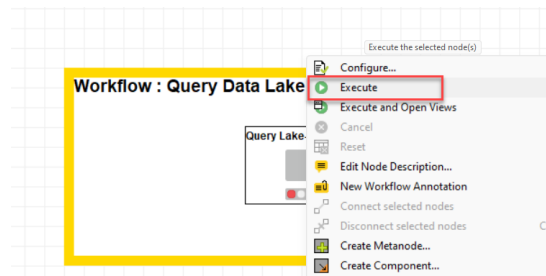 Execute the selected node(s)
Configure...
Workflow : Query Data Lake
Execute
Execute and Open Views
Query Lake
Cancel
Reset
Edit Node Description...
New Workflow Annotation
Connect selected nodes
Disconnect selected nodes
C
Create Metanode...
Create Component...